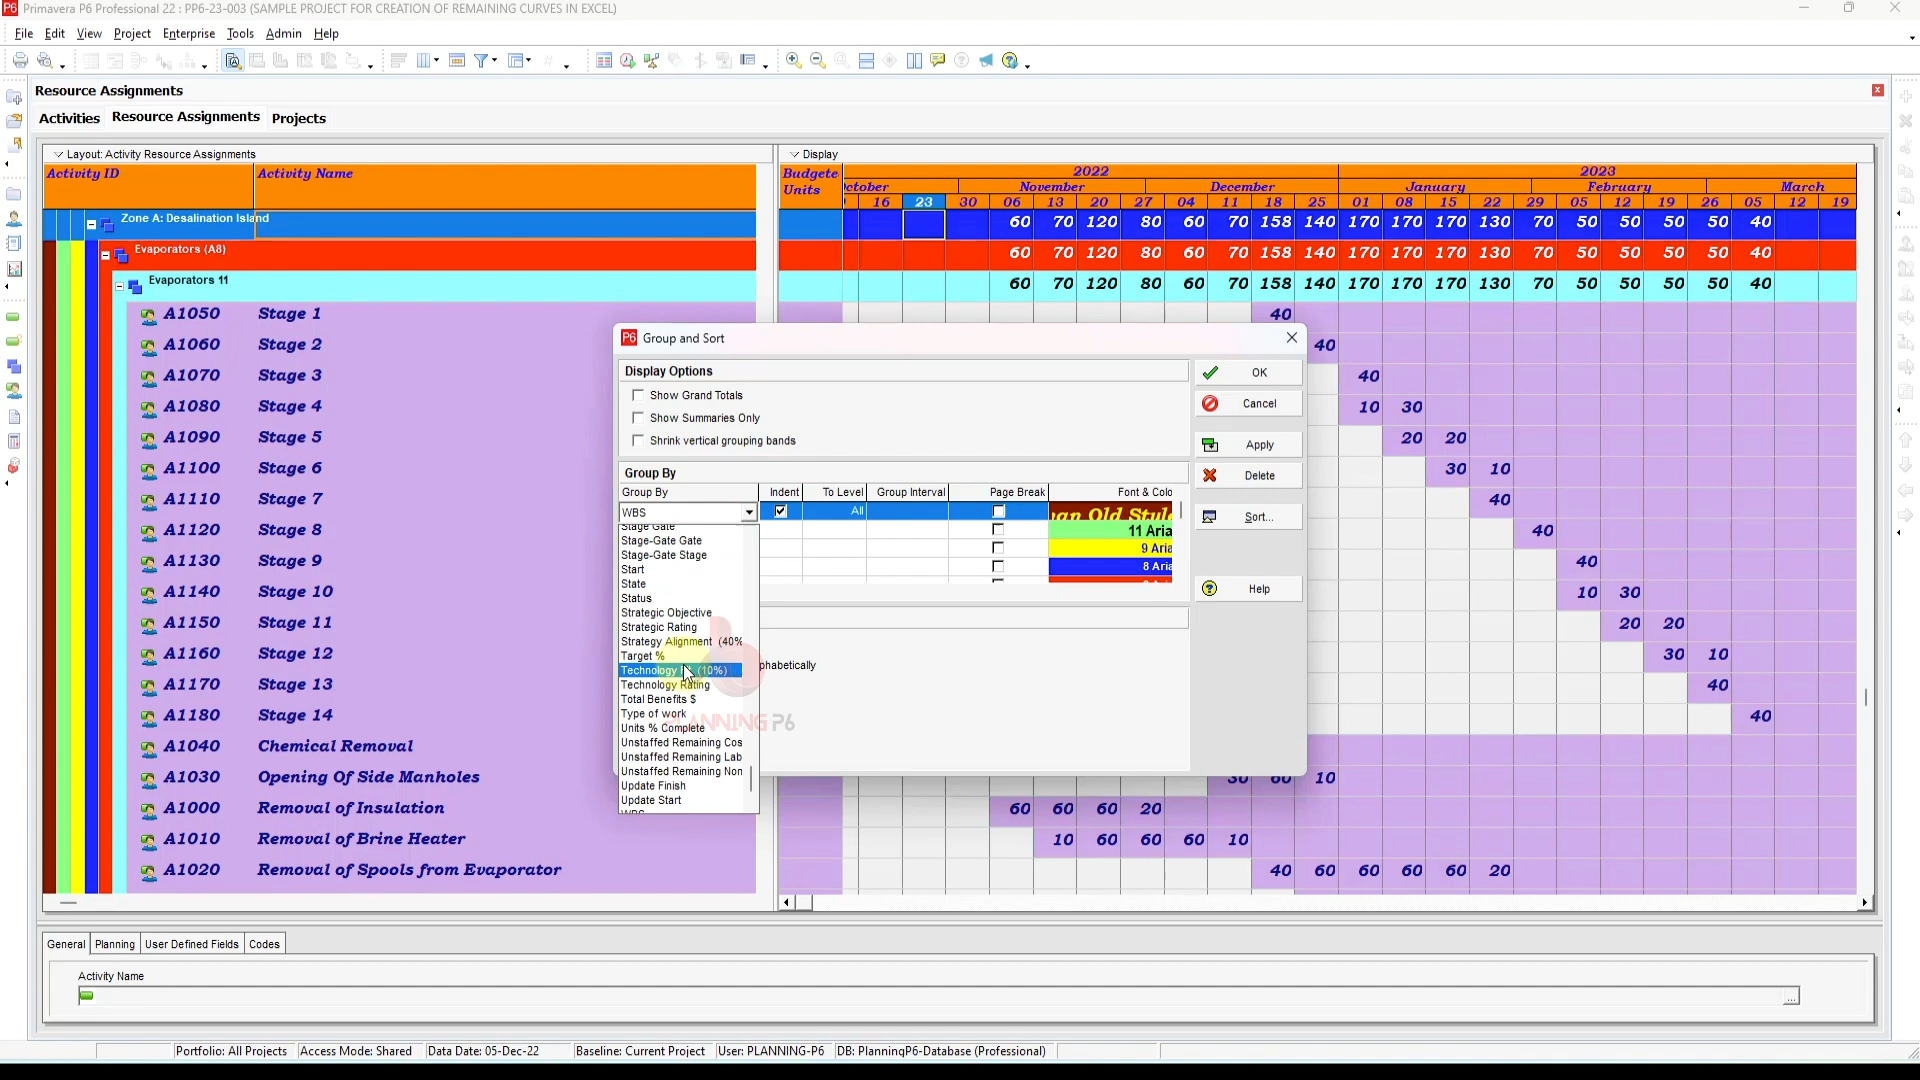 Primavera P6 Professional 22 : PP6-23-003 (SAMPLE PROJECT FOR CREATION OF REMAINING CURVES IN EXCEL)
File Edit View Project Enterprise Tools Admin Help
Resource Assignments
Activities Resource Assignments Projects
Layout: Activity Resource Assignments
Display
Activity ID Activity Name
Budgete Units
2022 2023
ctober November December January February March
16 23 30 06 13 20 27 04 11 18 25 01 08 15 22 29 05 12 19 26 05 12 19
Zone A: Desalination Island 60 70 120 80 60 70 158 140 170 170 170 130 70 50 50 50 50 40
Evaporators (A8) 60 70 120 80 60 70 158 140 170 170 170 130 70 50 50 50 50 40
Evaporators 11 60 70 120 80 60 70 158 140 170 170 170 130 70 50 50 50 50 40
A1050 Stage 1 40
A1060 Stage 2 40
A1070 Stage 3 40
A1080 Stage 4 10 30
A1090 Stage 5 20 20
A1100 Stage 6 30 10
A1110 Stage 7 40
A1120 Stage 8 40
A1130 Stage 9 40
A1140 Stage 10 10 30
A1150 Stage 11 20 20
A1160 Stage 12 30 10
A1170 Stage 13 40
A1180 Stage 14 40
A1040 Chemical Removal
A1030 Opening Of Side Manholes 30 60 10
A1000 Removal of Insulation 60 60 60 20
A1010 Removal of Brine Heater 10 60 60 60 10
A1020 Removal of Spools from Evaporator 40 60 60 60 60 20
P6 Group and Sort
Display Options
Show Grand Totals
Show Summaries Only
Shrink vertical grouping bands
OK
Cancel
Apply
Delete
Sort...
Help
Group By
Group By Indent To Level Group Interval Page Break Font & Colo
WBS All an Old Style
11 Aria
9 Aria
8 Aria
Stage Gate
Stage-Gate Gate
Stage-Gate Stage
Start
State
Status
Strategic Objective
Strategic Rating
Strategy Alignment (40%
Target %
Technology (10%)
Technology Rating
Total Benefits $
Type of work
Units % Complete
Unstaffed Remaining Cos
Unstaffed Remaining Lab
Unstaffed Remaining Non
Update Finish
Update Start
WBS
phabetically
PLANNING P6
General Planning User Defined Fields Codes
Activity Name
...
Portfolio: All Projects Access Mode: Shared Data Date: 05-Dec-22 Baseline: Current Project User: PLANNING-P6 DB: PlanningP6-Database (Professional)